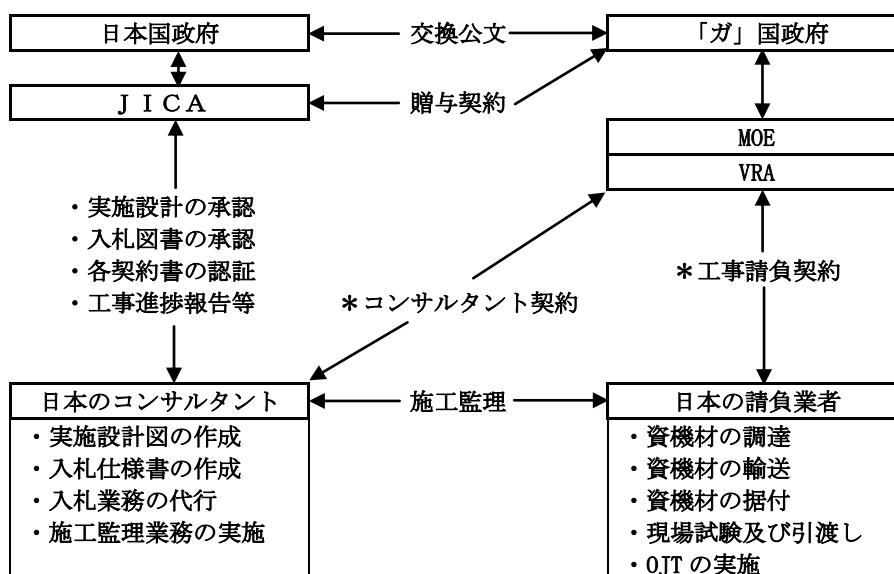 日本国政府
交換公文
「ガ」国政府
ＪＩＣＡ
贈与契約
MOE
VRA
・実施設計の承認
・入札図書の承認
・各契約書の認証
・工事進捗報告等
＊コンサルタント契約
＊工事請負契約
日本のコンサルタント
施工監理
日本の請負業者
・実施設計図の作成
・入札仕様書の作成
・入札業務の代行
・施工監理業務の実施
・資機材の調達
・資機材の輸送
・資機材の据付
・現場試験及び引渡し
・OJTの実施